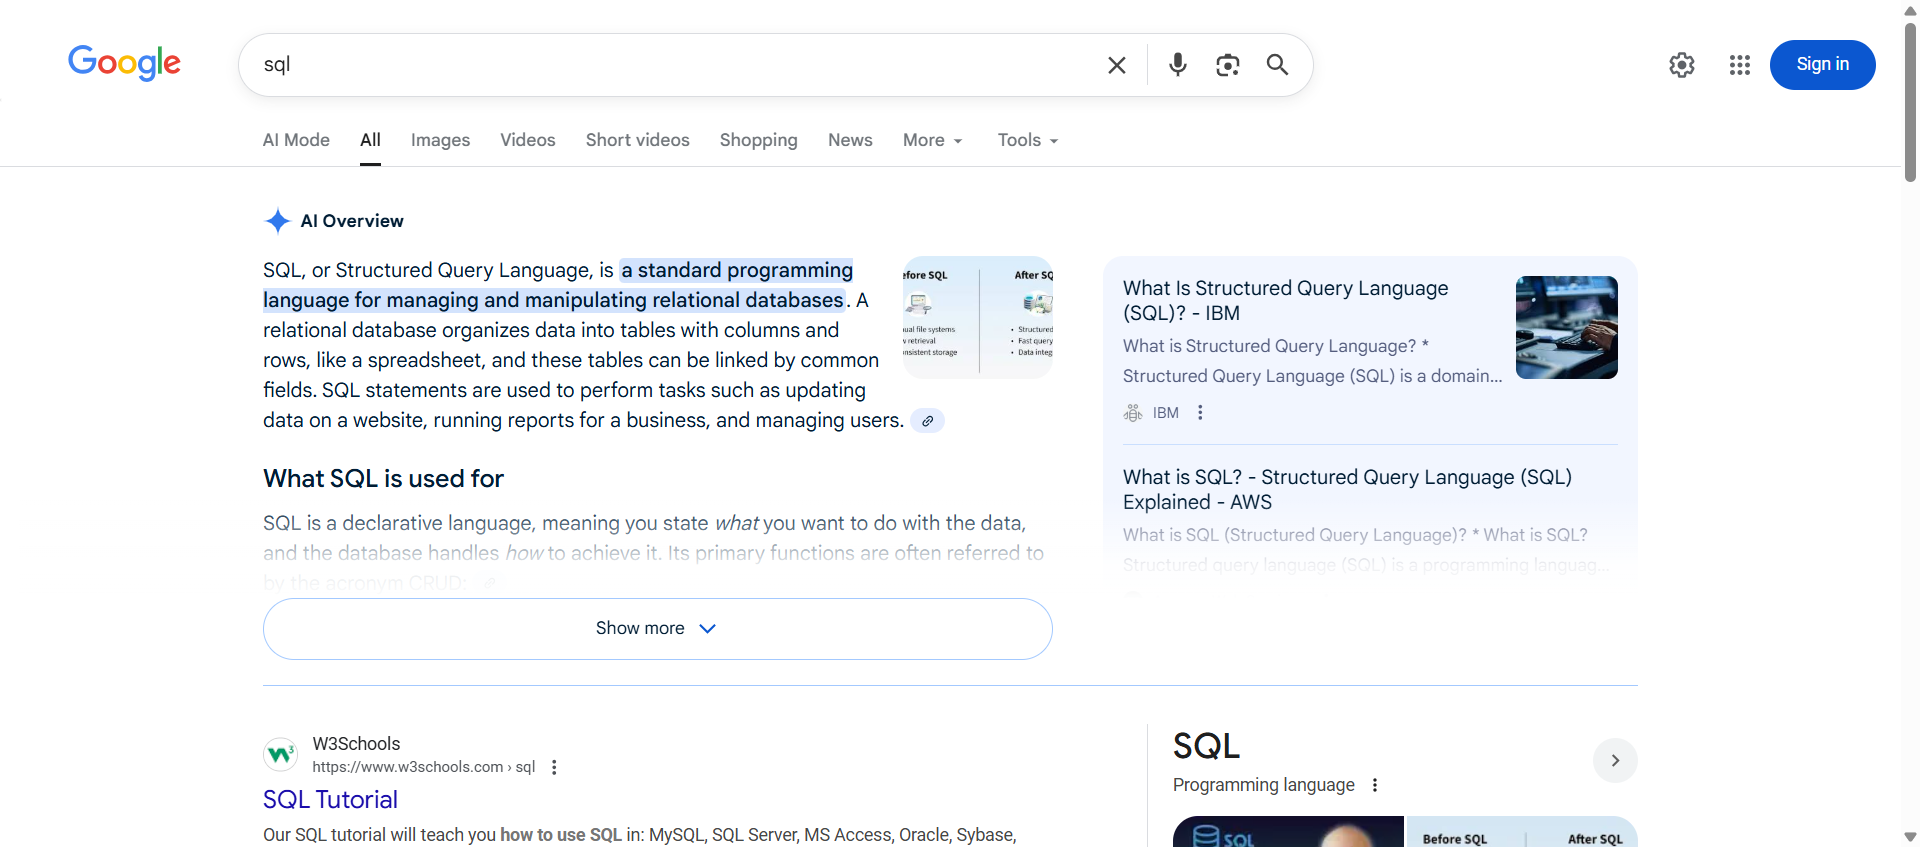 Google
sql
Sign in
AI Mode
All
Images
Videos
Short videos
Shopping
News
More
Tools
AI Overview
SQL, or Structured Query Language, is a standard programming
language for managing and manipulating relational databases. A
relational database organizes data into tables with columns and
rows, like a spreadsheet, and these tables can be linked by common
fields. SQL statements are used to perform tasks such as updating
data on a website, running reports for a business, and managing users.
efore SQL
After SQ
ual file systems
w retrieval
onsistent storage
• Structured
• Fast query
• Data integ
What SQL is used for
SQL is a declarative language, meaning you state what you want to do with the data,
and the database handles how to achieve it. Its primary functions are often referred to
by the acronym CRUD:
Show more
What Is Structured Query Language
(SQL)? - IBM
What is Structured Query Language? *
Structured Query Language (SQL) is a domain...
IBM
What is SQL? - Structured Query Language (SQL)
Explained - AWS
What is SQL (Structured Query Language)? * What is SQL?
Structured query language (SQL) is a programming languag...
W3Schools
https://www.w3schools.com › sql
SQL Tutorial
Our SQL tutorial will teach you how to use SQL in: MySQL, SQL Server, MS Access, Oracle, Sybase,
SQL
Programming language
SQL
Before SQL
After SQL